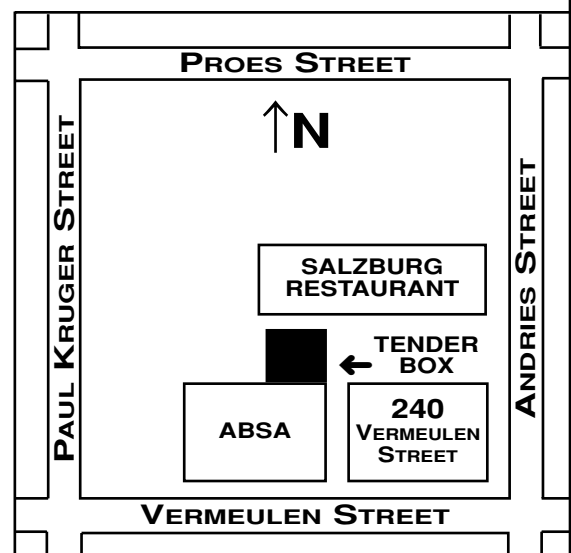 PROES STREET
N
PAUL KRUGER STREET
ANDRIES STREET
SALZBURG
RESTAURANT
TENDER
BOX
ABSA
240
VERMEULEN
STREET
VERMEULEN STREET